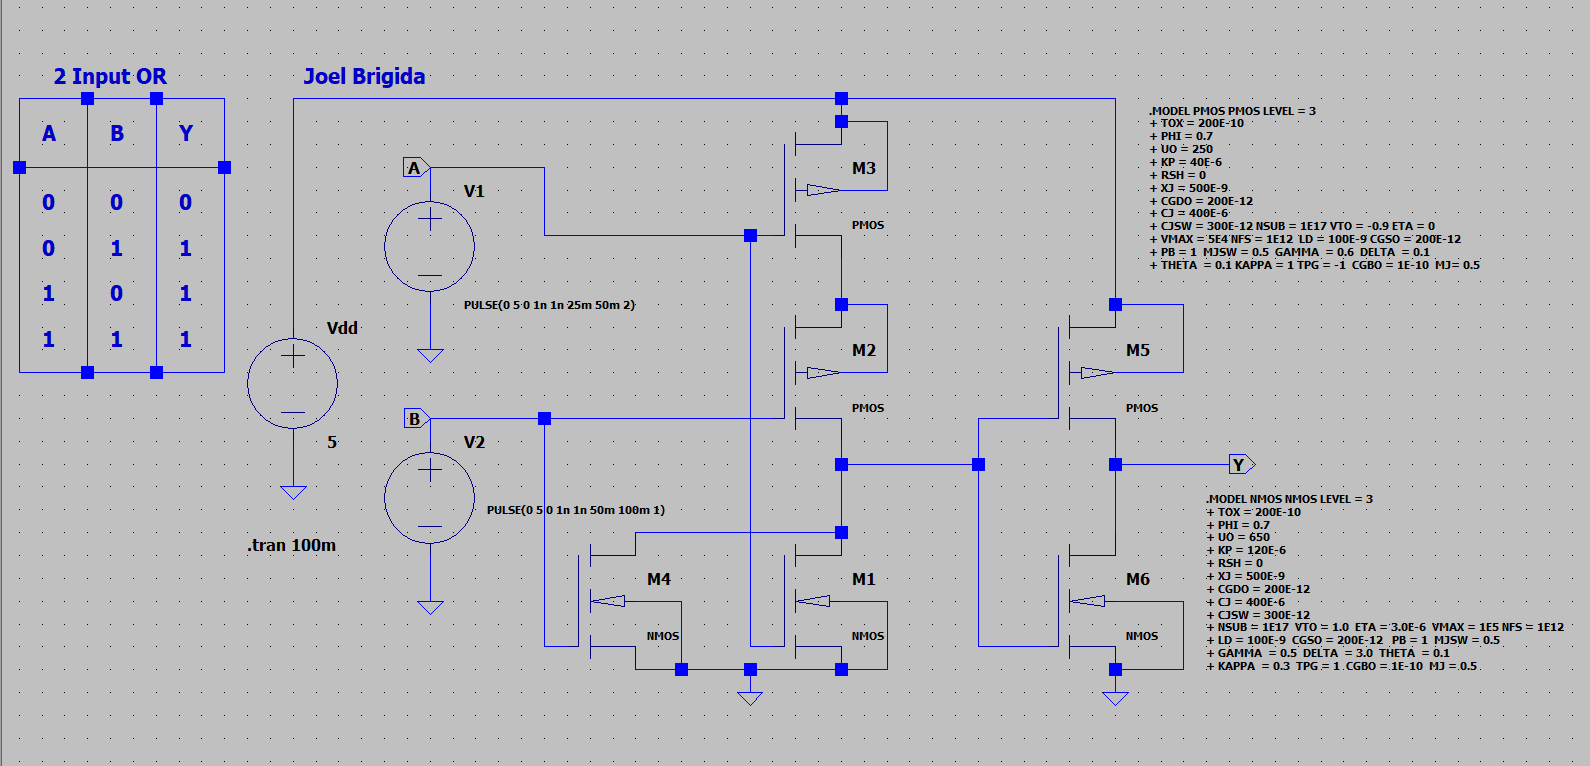 2 Input OR
Joel Brigida
A B Y
0 0 0
0 1 1
1 0 1
1 1 1
Vdd
5
.tran 100m
A
V1
PULSE(0 5 0 1n 1n 25m 50m 2)
B
V2
PULSE(0 5 0 1n 1n 50m 100m 1)
M3
PMOS
M2
PMOS
M4
NMOS
M1
NMOS
M5
PMOS
Y
M6
NMOS
.MODEL PMOS PMOS LEVEL = 3
+ TOX = 200E-10
+ PHI = 0.7
+ UO = 250
+ KP = 40E-6
+ RSH = 0
+ XJ = 500E-9
+ CGDO = 200E-12
+ CJ = 400E-6
+ CJSW = 300E-12 NSUB = 1E17 VTO = -0.9 ETA = 0
+ VMAX = 5E4 NFS = 1E12 LD = 100E-9 CGSO = 200E-12
+ PB = 1 MJSW = 0.5 GAMMA = 0.6 DELTA = 0.1
+ THETA = 0.1 KAPPA = 1 TPG = -1 CGBO = 1E-10 MJ= 0.5
.MODEL NMOS NMOS LEVEL = 3
+ TOX = 200E-10
+ PHI = 0.7
+ UO = 650
+ KP = 120E-6
+ RSH = 0
+ XJ = 500E-9
+ CGDO = 200E-12
+ CJ = 400E-6
+ CJSW = 300E-12
+ NSUB = 1E17 VTO = 1.0 ETA = 3.0E-6 VMAX = 1E5 NFS = 1E12
+ LD = 100E-9 CGSO = 200E-12 PB = 1 MJSW = 0.5
+ GAMMA = 0.5 DELTA = 3.0 THETA = 0.1
+ KAPPA = 0.3 TPG = 1 CGBO = 1E-10 MJ = 0.5